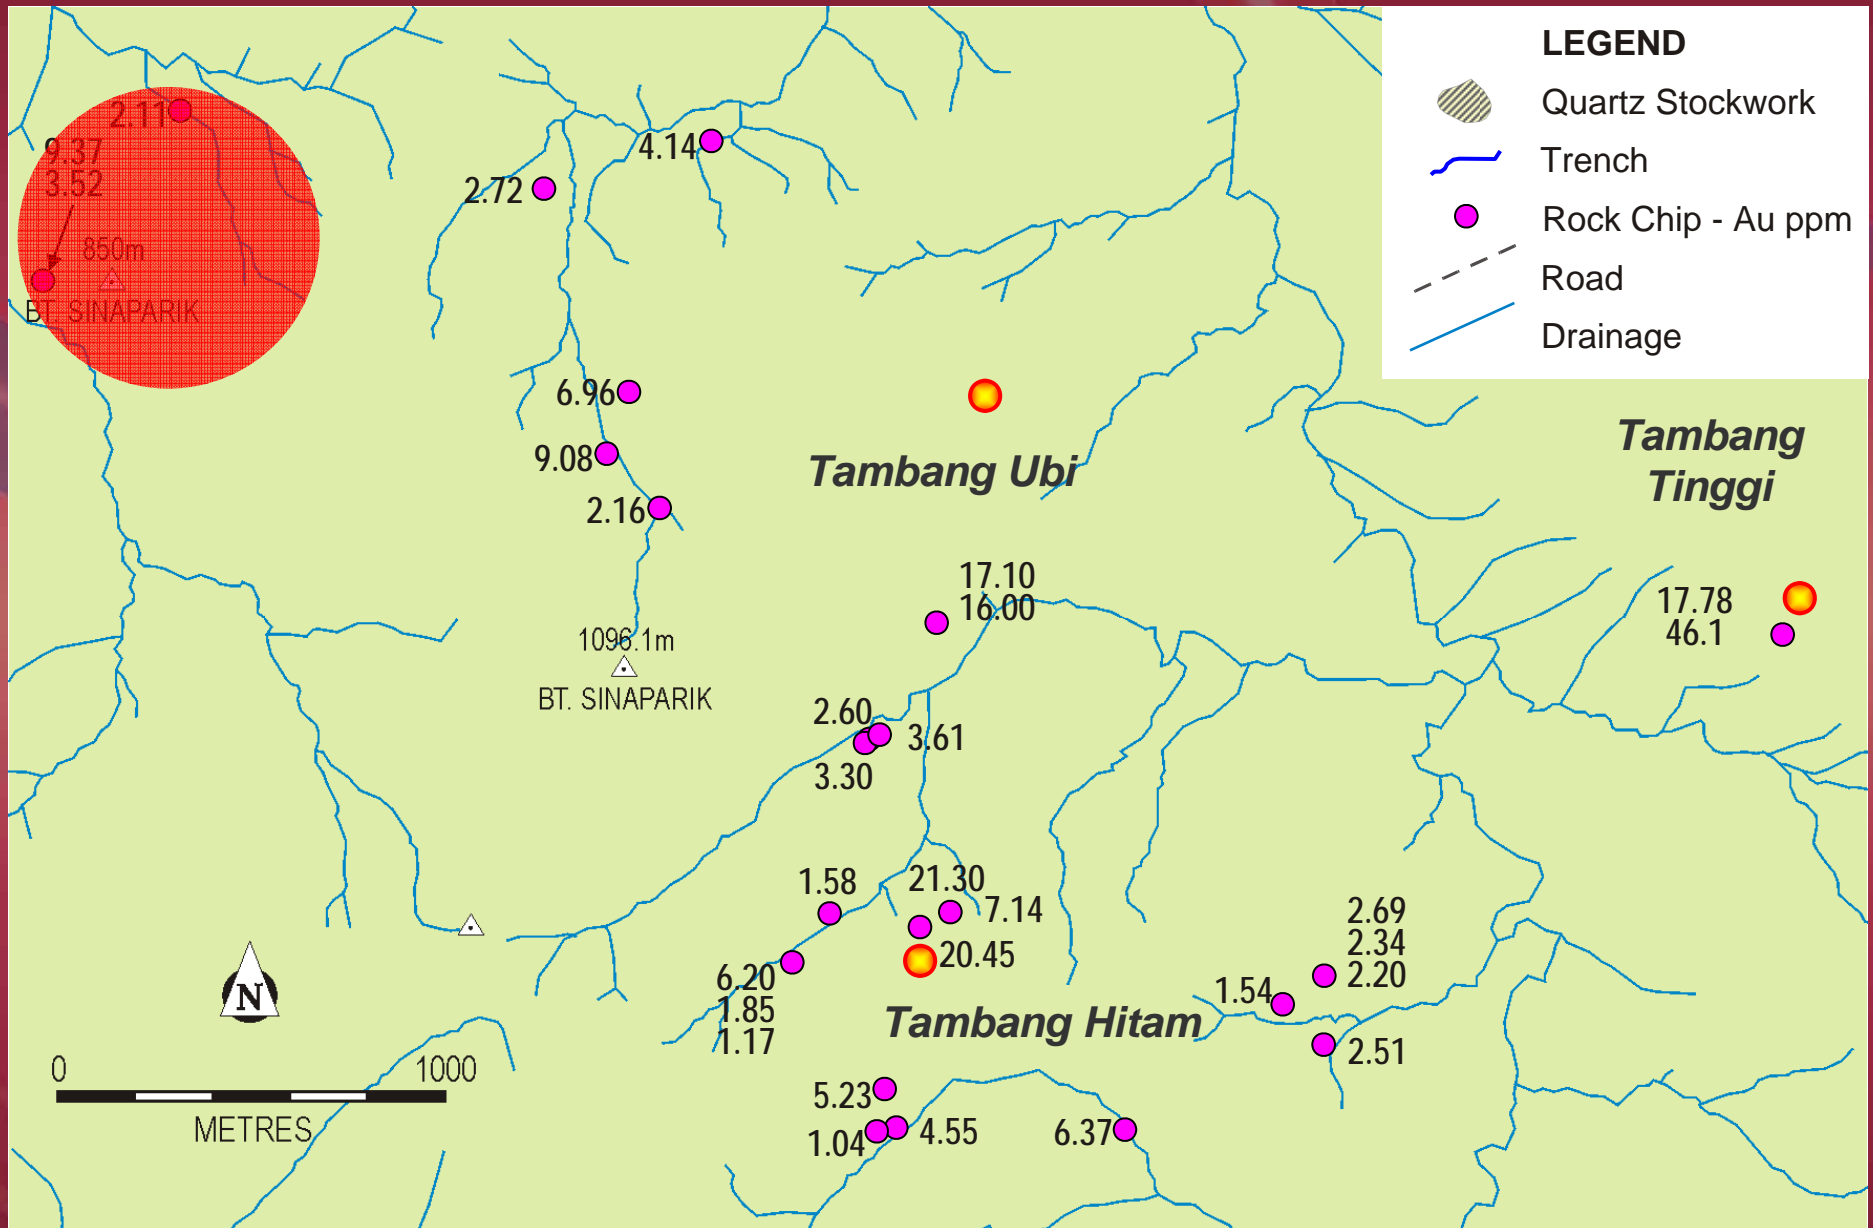 LEGEND
Quartz Stockwork
Trench
Rock Chip - Au ppm
Road
Drainage
2.11
9.37
3.52
850m
BT. SINAPARIK
4.14
2.72
6.96
9.08
2.16
Tambang Ubi
Tambang
Tinggi
17.10
16.00
17.78
46.1
1096.1m
BT. SINAPARIK
2.60
3.61
3.30
1.58
21.30
7.14
20.45
6.20
1.85
1.17
2.69
2.34
2.20
1.54
2.51
Tambang Hitam
N
0 1000
METRES
5.23
4.55
1.04
6.37